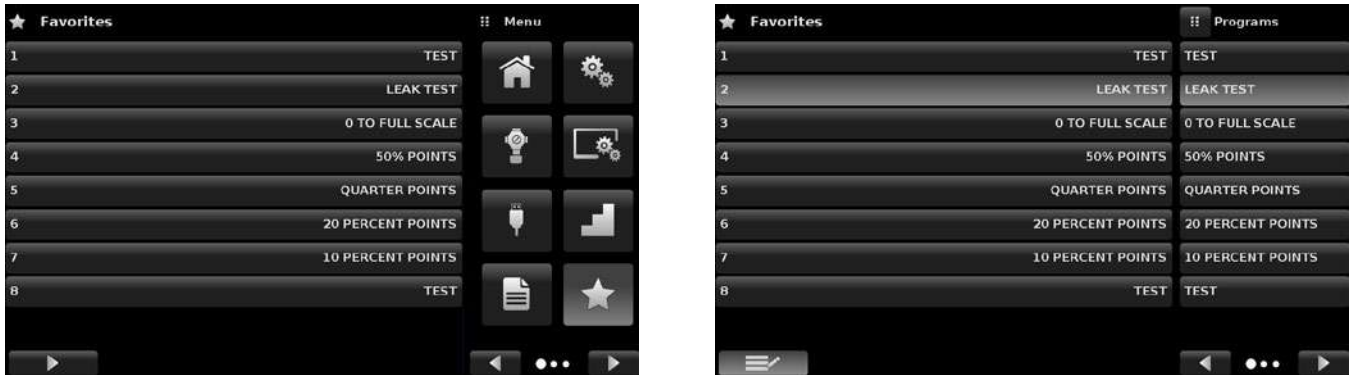 Favorites
Menu
1 TEST
2 LEAK TEST
3 0 TO FULL SCALE
4 50% POINTS
5 QUARTER POINTS
6 20 PERCENT POINTS
7 10 PERCENT POINTS
8 TEST
Favorites
Programs
1 TEST TEST
2 LEAK TEST LEAK TEST
3 0 TO FULL SCALE 0 TO FULL SCALE
4 50% POINTS 50% POINTS
5 QUARTER POINTS QUARTER POINTS
6 20 PERCENT POINTS 20 PERCENT POINTS
7 10 PERCENT POINTS 10 PERCENT POINTS
8 TEST TEST